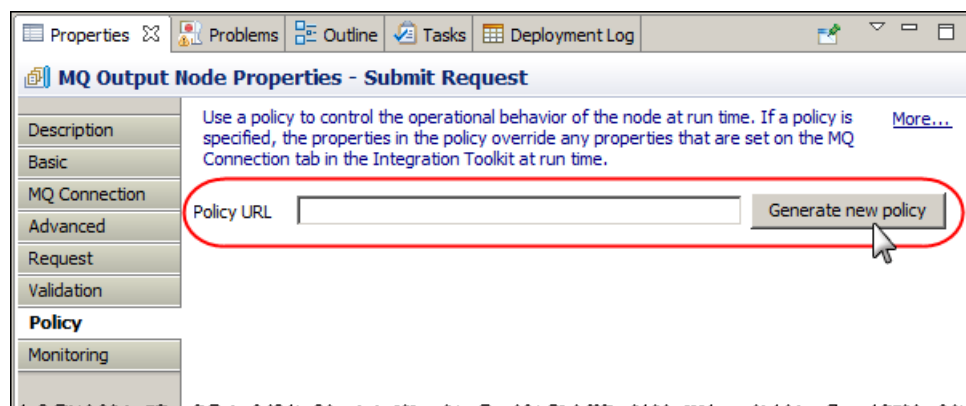 Properties Problems Outline Tasks Deployment Log
MQ Output Node Properties - Submit Request
Description
Basic
MQ Connection
Advanced
Request
Validation
Policy
Monitoring
Use a policy to control the operational behavior of the node at run time. If a policy is
specified, the properties in the policy override any properties that are set on the MQ
Connection tab in the Integration Toolkit at run time.
More...
Policy URL Generate new policy